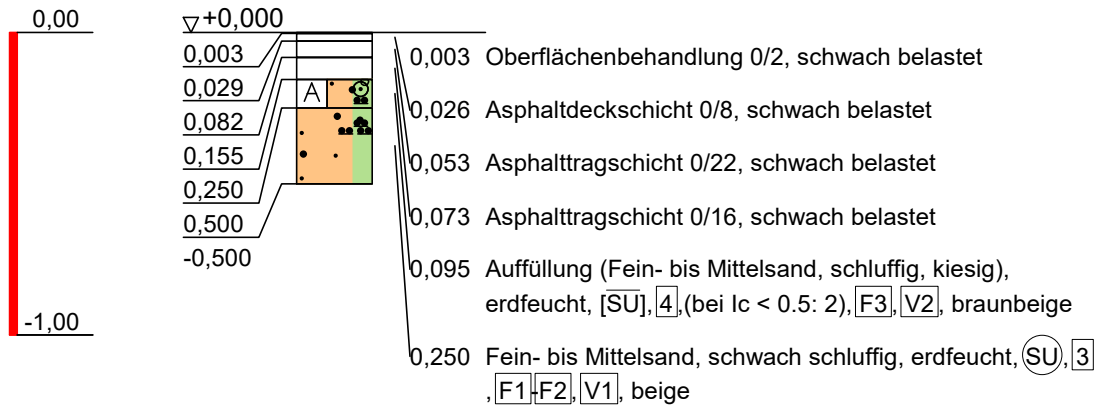 0,00
+0,000
0,003
0,029
0,082
0,155
0,250
0,500
-0,500
-1,00
A
0,003 Oberflächenbehandlung 0/2, schwach belastet
0,026 Asphaltdeckschicht 0/8, schwach belastet
0,053 Asphalttragschicht 0/22, schwach belastet
0,073 Asphalttragschicht 0/16, schwach belastet
0,095 Auffüllung (Fein- bis Mittelsand, schluffig, kiesig),
erdfeucht, [S̅U̅], 4,(bei Ic < 0.5: 2), F3, V2, braunbeige
0,250 Fein- bis Mittelsand, schwach schluffig, erdfeucht, SU, 3
, F1-F2, V1, beige